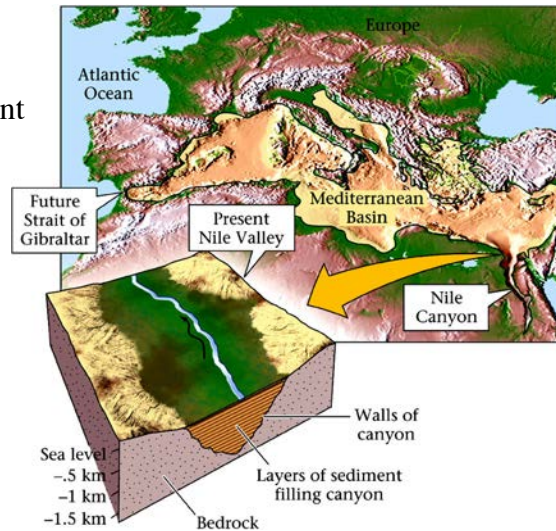 Europe
Atlantic
Ocean
nt
Future
Strait of
Gibraltar
Present
Nile Valley
Mediterranean
Basin
Nile
Canyon
Walls of
canyon
Layers of sediment
filling canyon
Sea level
–.5 km
–1 km
–1.5 km
Bedrock